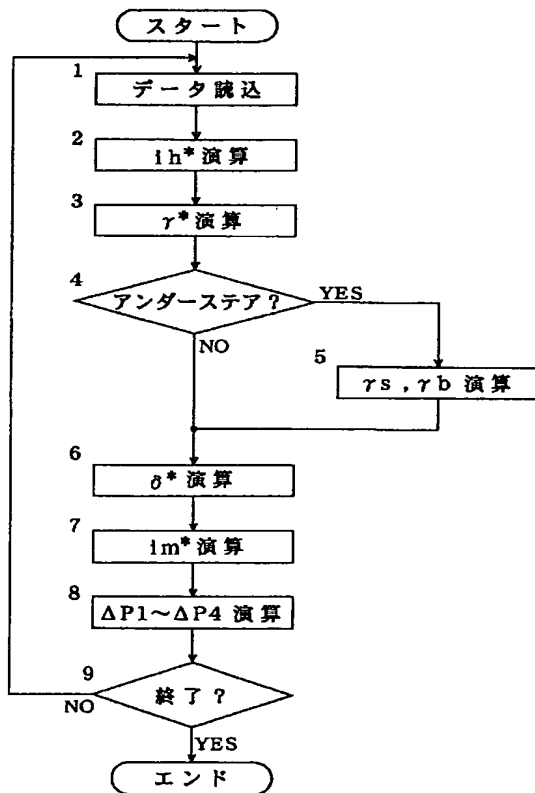 スタート
1
データ読込
2
ih*演算
3
γ*演算
4
アンダーステア?
YES
NO
5
γs,γb 演算
6
δ*演算
7
im*演算
8
ΔP1～ΔP4 演算
9
終了?
NO
YES
エンド